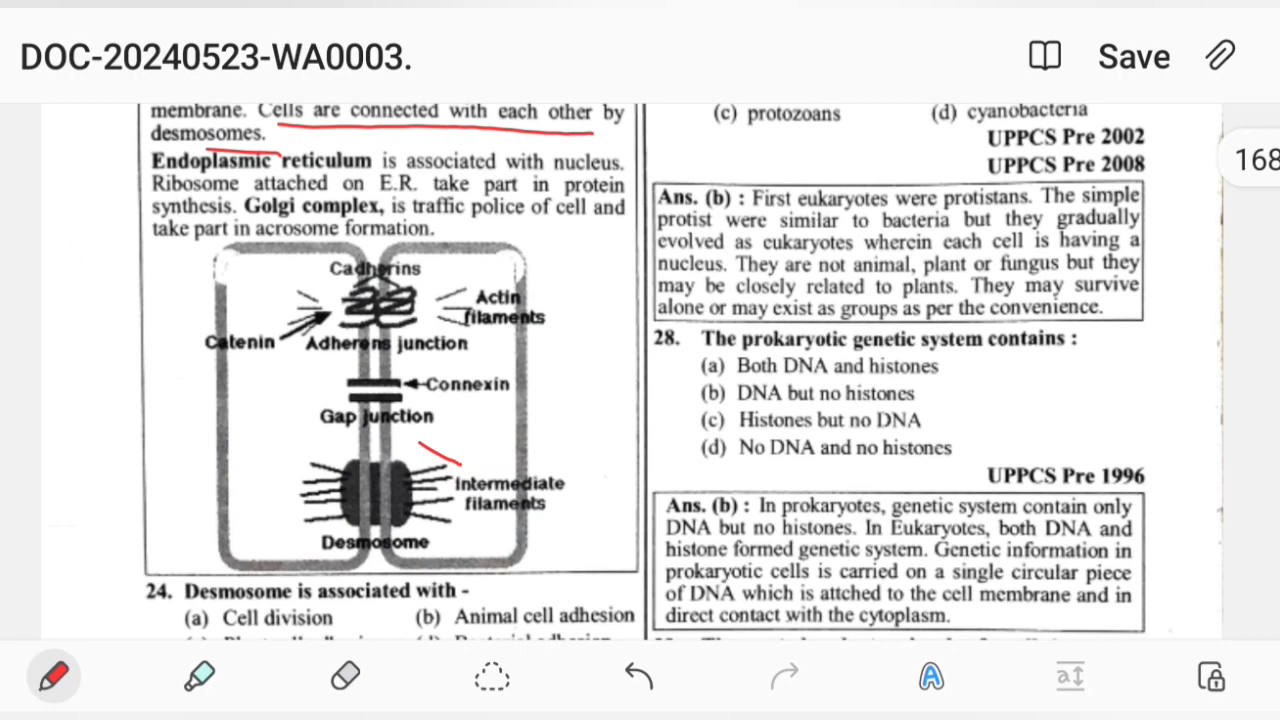 DOC-20240523-WA0003.
Save
168
membrane. Cells are connected with each other by
desmosomes.
Endoplasmic reticulum is associated with nucleus.
Ribosome attached on E.R. take part in protein
synthesis. Golgi complex, is traffic police of cell and
take part in acrosome formation.
Cadherins
Actin
filaments
Catenin
Adherens junction
Connexin
Gap junction
Intermediate
filaments
Desmosome
24. Desmosome is associated with -
(a) Cell division (b) Animal cell adhesion
(c) protozoans (d) cyanobacteria
UPPCS Pre 2002
UPPCS Pre 2008
Ans. (b) : First eukaryotes were protistans. The simple
protist were similar to bacteria but they gradually
evolved as eukaryotes wherein each cell is having a
nucleus. They are not animal, plant or fungus but they
may be closely related to plants. They may survive
alone or may exist as groups as per the convenience.
28. The prokaryotic genetic system contains :
(a) Both DNA and histones
(b) DNA but no histones
(c) Histones but no DNA
(d) No DNA and no histones
UPPCS Pre 1996
Ans. (b) : In prokaryotes, genetic system contain only
DNA but no histones. In Eukaryotes, both DNA and
histone formed genetic system. Genetic information in
prokaryotic cells is carried on a single circular piece
of DNA which is attched to the cell membrane and in
direct contact with the cytoplasm.